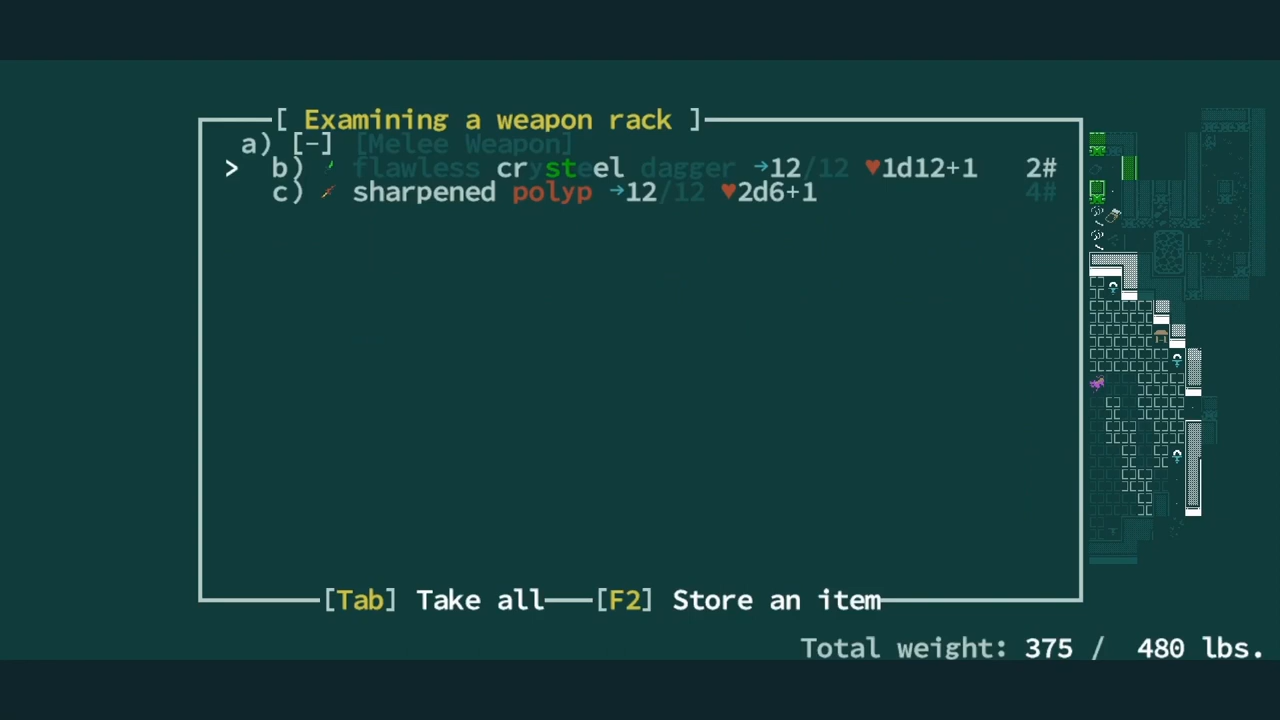 [ Examining a weapon rack ]
a) [-] [Melee Weapon]
> b) flawless crysteel dagger →12/12 ♥1d12+1 2#
c) sharpened polyp →12/12 ♥2d6+1 4#
[Tab] Take all [F2] Store an item
Total weight: 375 / 480 lbs.